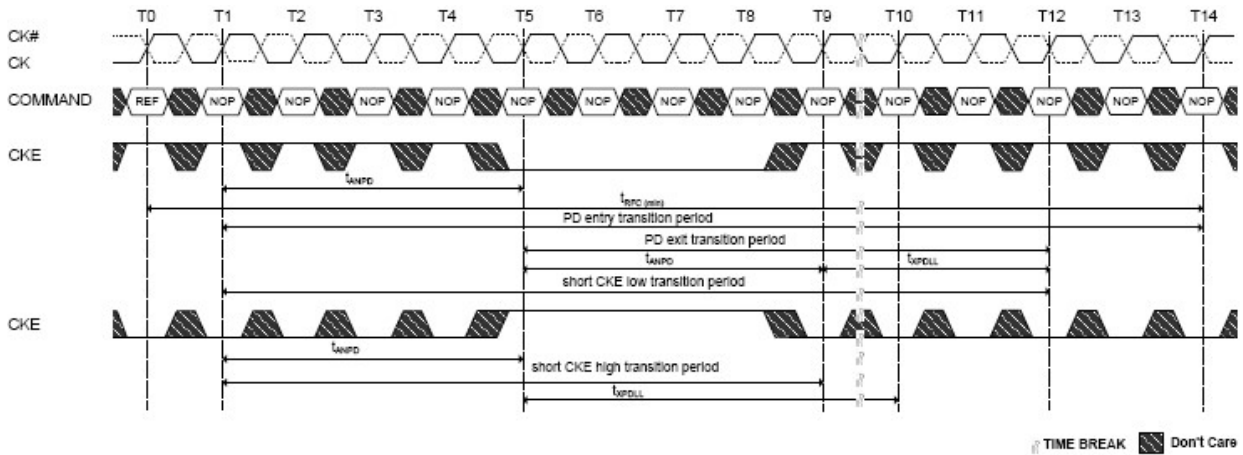 T0 T1 T2 T3 T4 T5 T6 T7 T8 T9 T10 T11 T12 T13 T14
CK#
CK
COMMAND REF NOP NOP NOP NOP NOP NOP NOP NOP NOP NOP NOP NOP NOP NOP
CKE
tANPD
tRFC (min)
PD entry transition period
PD exit transition period
tANPD tXPDLL
short CKE low transition period
CKE
tANPD
short CKE high transition period
tXPDLL
TIME BREAK Don't Care